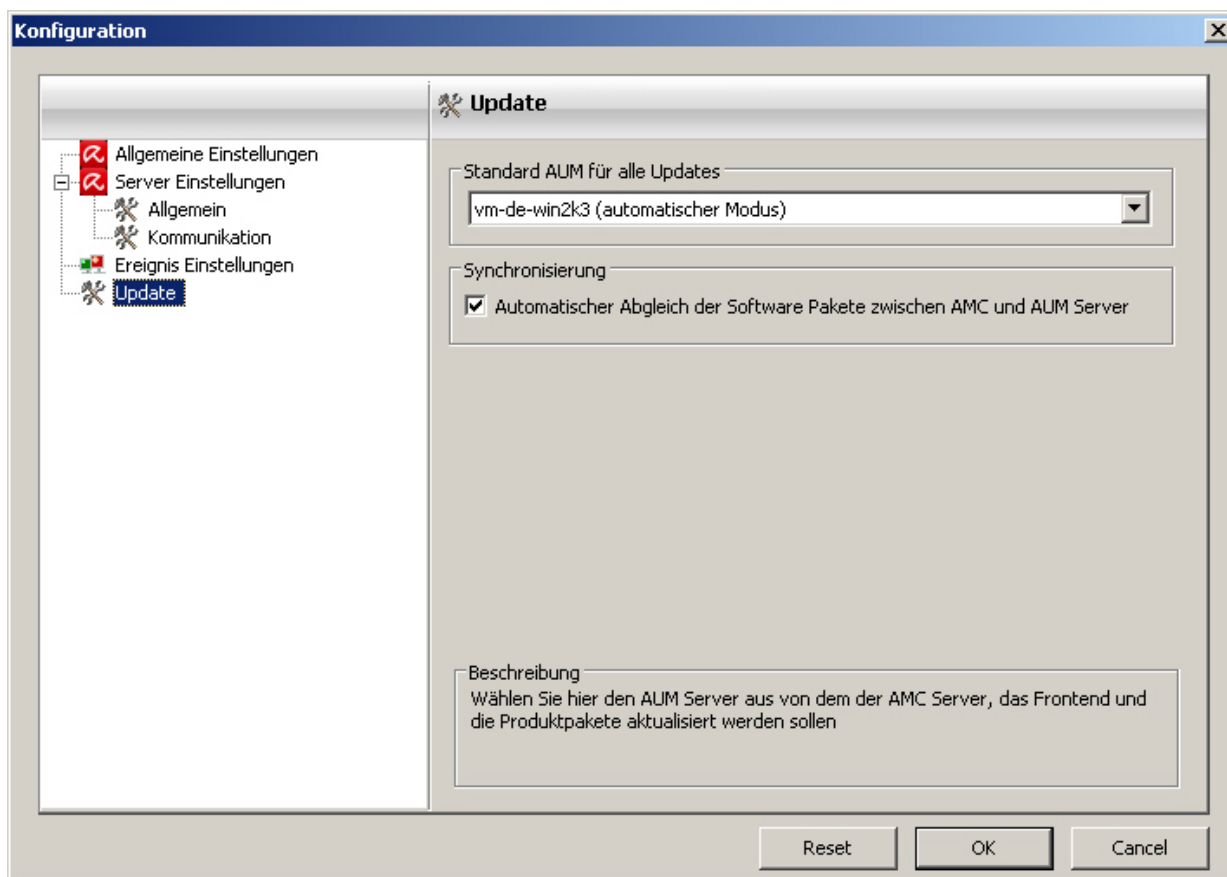 Konfiguration
Allgemeine Einstellungen
Server Einstellungen
Allgemein
Kommunikation
Ereignis Einstellungen
Update
Update
Standard AUM für alle Updates
vm-de-win2k3 (automatischer Modus)
Synchronisierung
Automatischer Abgleich der Software Pakete zwischen AMC und AUM Server
Beschreibung
Wählen Sie hier den AUM Server aus von dem der AMC Server, das Frontend und
die Produktpakete aktualisiert werden sollen
Reset
OK
Cancel